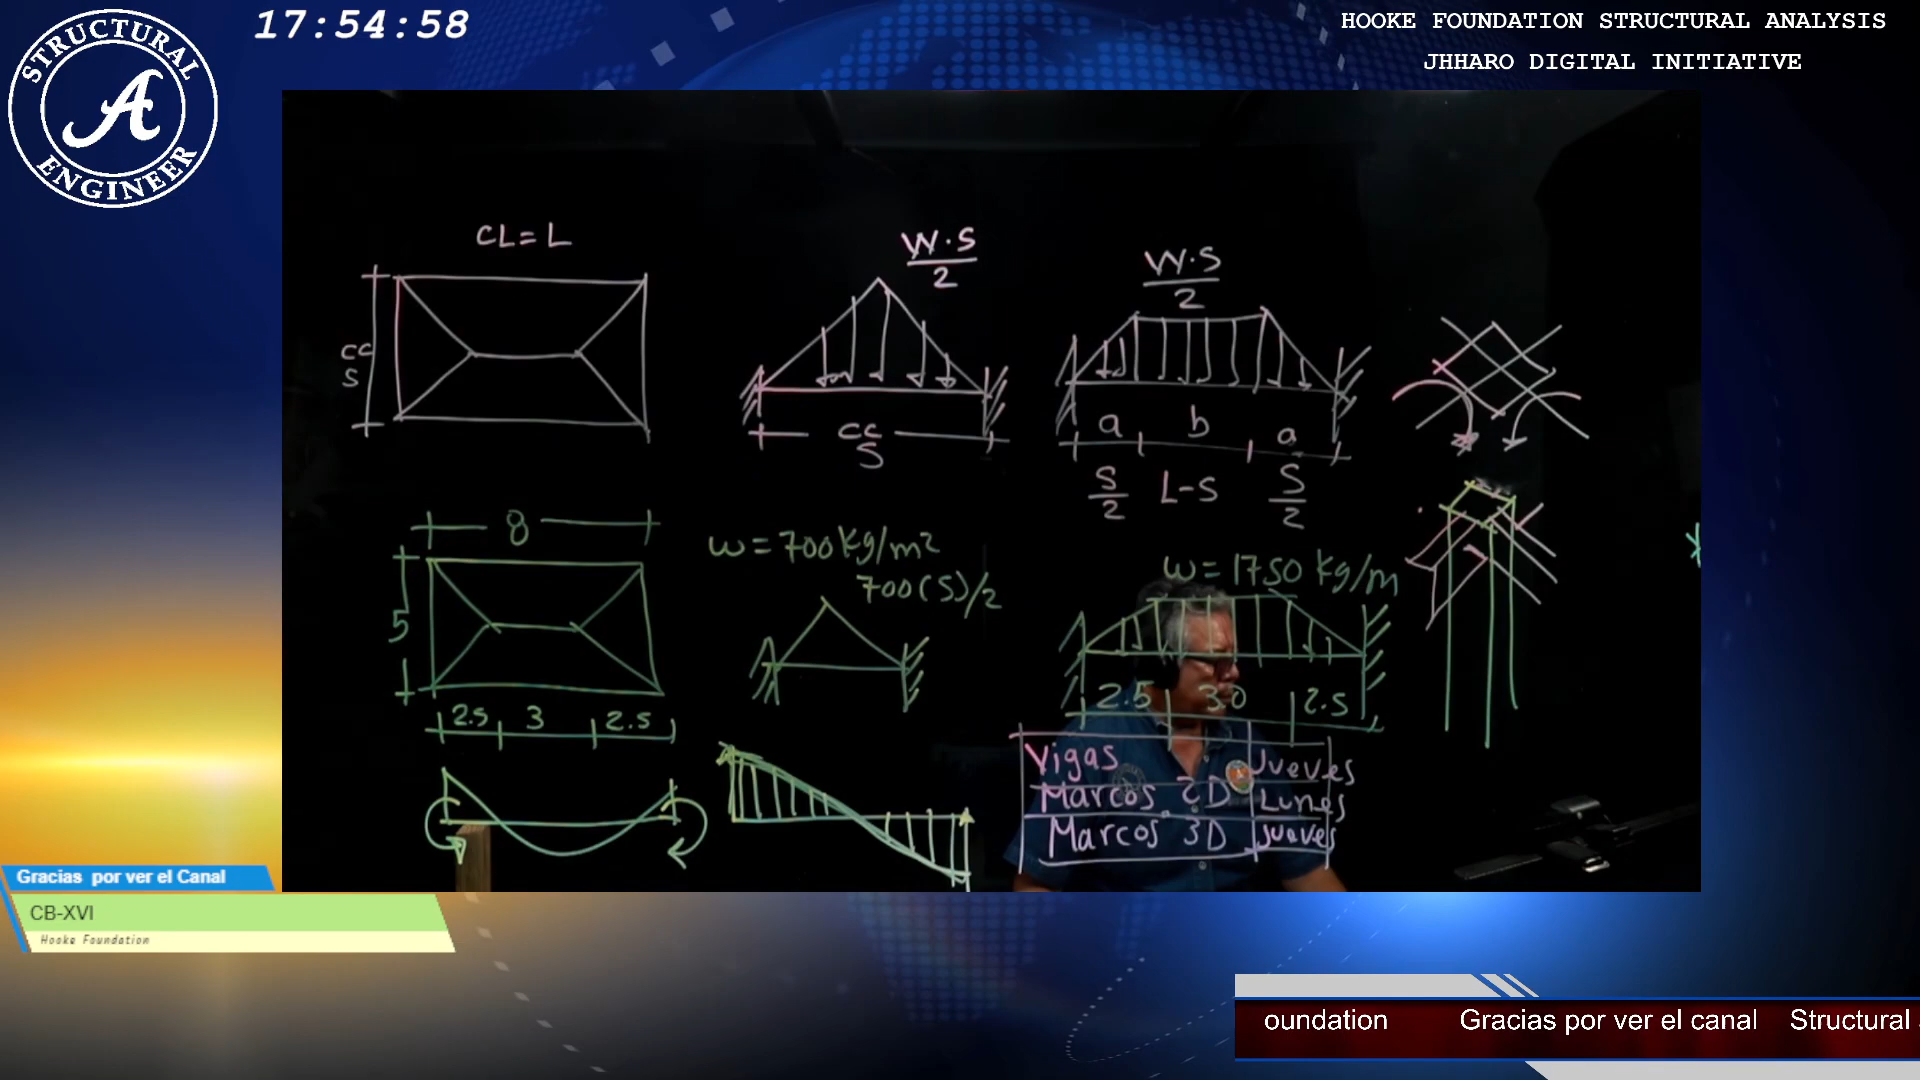 STRUCTURAL
A
ENGINEER
17:54:58
HOOKE FOUNDATION STRUCTURAL ANALYSIS
JHHARO DIGITAL INITIATIVE
CL=L
CC
S
W·S
2
CC
S
W·S
2
a b a
S
2
L-S
S
2
8
5
2.5 3 2.5
w=700kg/m²
700(5)/2
w=1750 kg/m
2.5 3.0 2.5
Vigas Jueves
Marcos 2D Lunes
Marcos 3D Jueves
Gracias por ver el Canal
CB-XVI
Hooke Foundation
oundation Gracias por ver el canal Structural